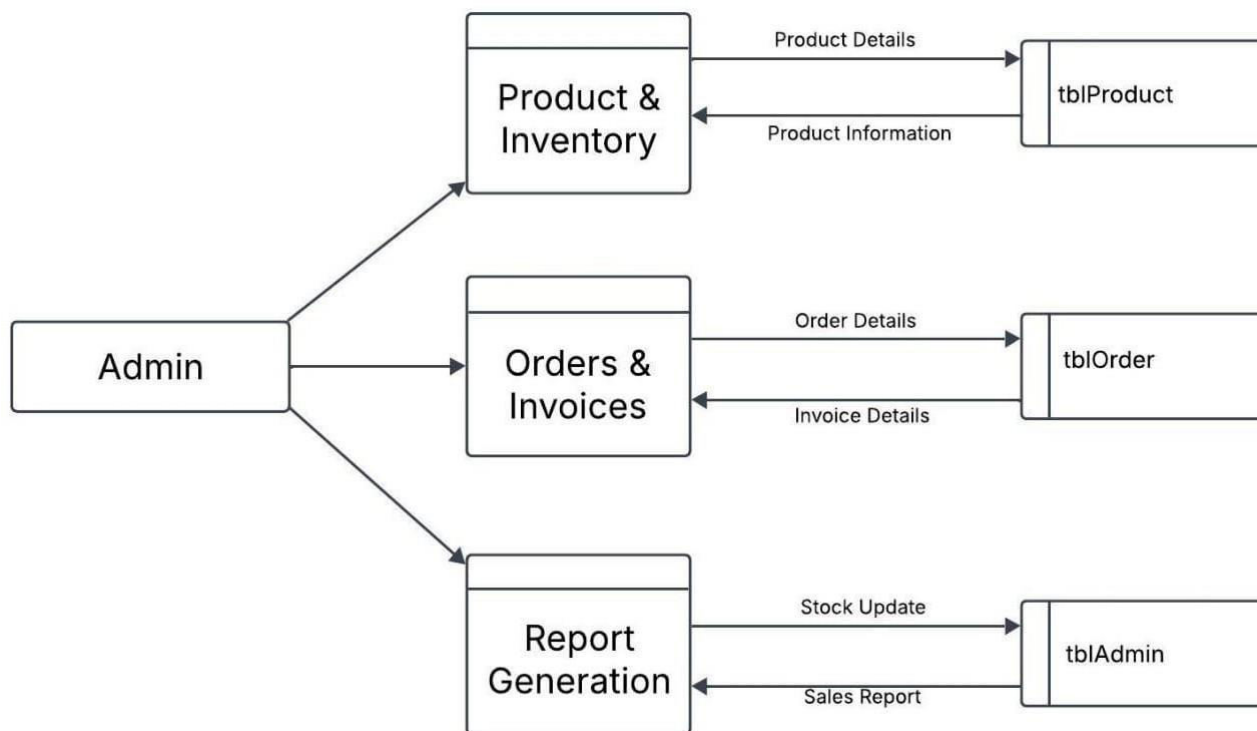 Product Details
Product &
Inventory
tblProduct
Product Information
Order Details
Admin
Orders &
Invoices
tblOrder
Invoice Details
Stock Update
Report
Generation
tblAdmin
Sales Report